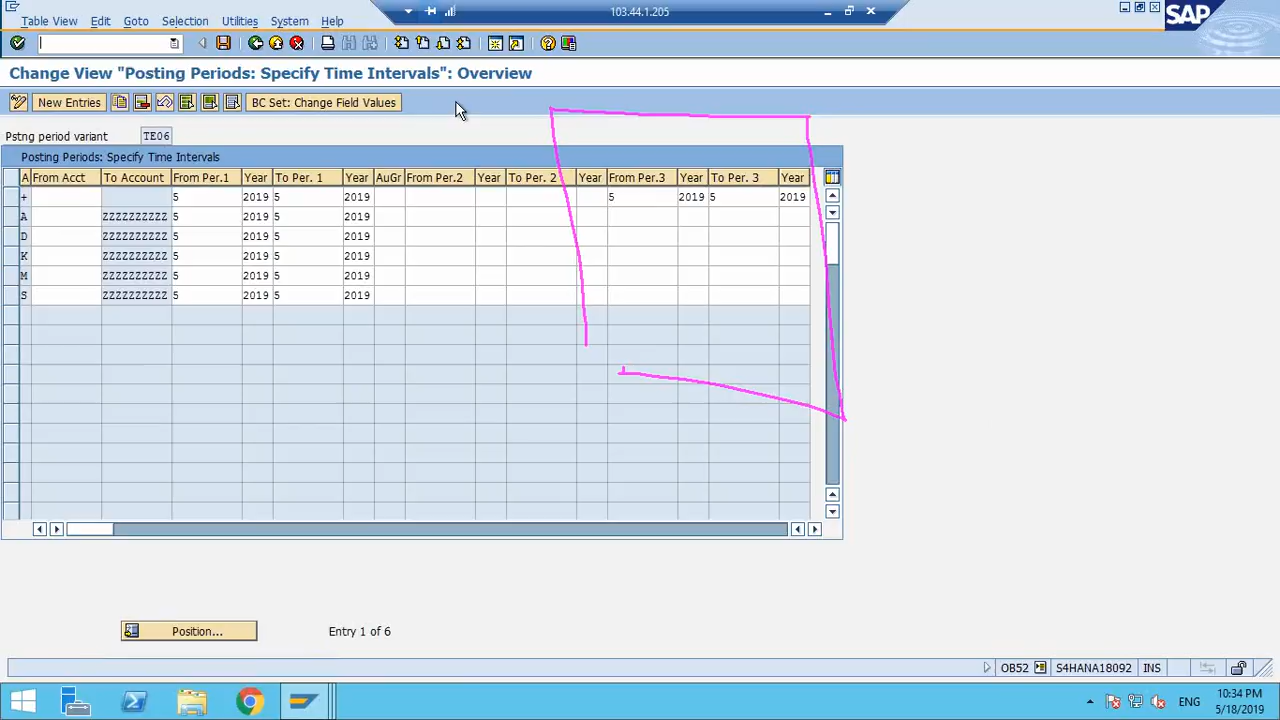 103.44.1.205
Table View Edit Goto Selection Utilities System Help
SAP
Change View "Posting Periods: Specify Time Intervals": Overview
New Entries BC Set: Change Field Values
Pstng period variant TE06
Posting Periods: Specify Time Intervals
A From Acct To Account From Per.1 Year To Per. 1 Year AuGr From Per.2 Year To Per. 2 Year From Per.3 Year To Per. 3 Year
+ 5 2019 5 2019 5 2019 5 2019
A ZZZZZZZZZZ 5 2019 5 2019
D ZZZZZZZZZZ 5 2019 5 2019
K ZZZZZZZZZZ 5 2019 5 2019
M ZZZZZZZZZZ 5 2019 5 2019
S ZZZZZZZZZZ 5 2019 5 2019
Position... Entry 1 of 6
OB52 S4HANA18092 INS
ENG 10:34 PM
5/18/2019